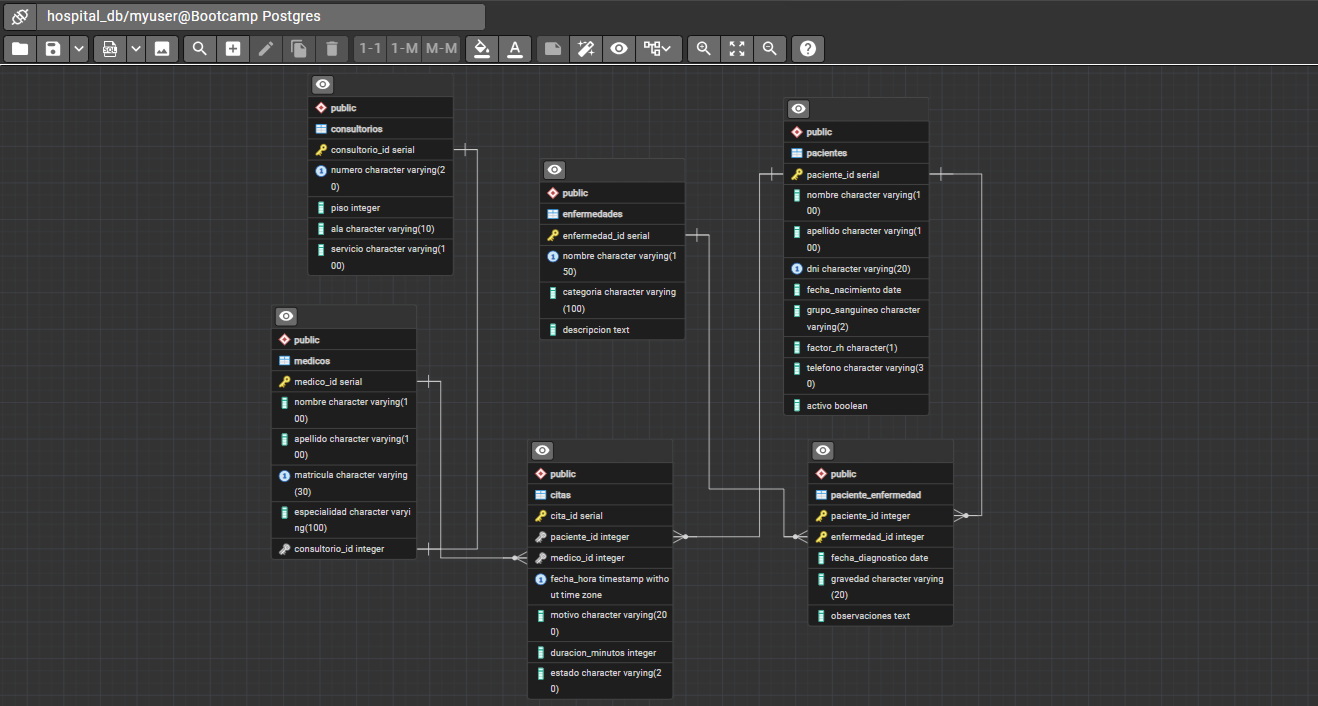 hospital_db/myuser@Bootcamp Postgres
SQL
1-1 1-M M-M
A
public
consultorios
consultorio_id serial
numero character varying(2
0)
piso integer
ala character varying(10)
servicio character varying(1
00)
public
enfermedades
enfermedad_id serial
nombre character varying(1
50)
categoria character varying
(100)
descripcion text
public
pacientes
paciente_id serial
nombre character varying(1
00)
apellido character varying(1
00)
dni character varying(20)
fecha_nacimiento date
grupo_sanguineo character
varying(2)
factor_rh character(1)
telefono character varying(3
0)
activo boolean
public
medicos
medico_id serial
nombre character varying(1
00)
apellido character varying(1
00)
matricula character varying
(30)
especialidad character varyi
ng(100)
consultorio_id integer
public
citas
cita_id serial
paciente_id integer
medico_id integer
fecha_hora timestamp witho
ut time zone
motivo character varying(20
0)
duracion_minutos integer
estado character varying(2
0)
public
paciente_enfermedad
paciente_id integer
enfermedad_id integer
fecha_diagnostico date
gravedad character varying
(20)
observaciones text